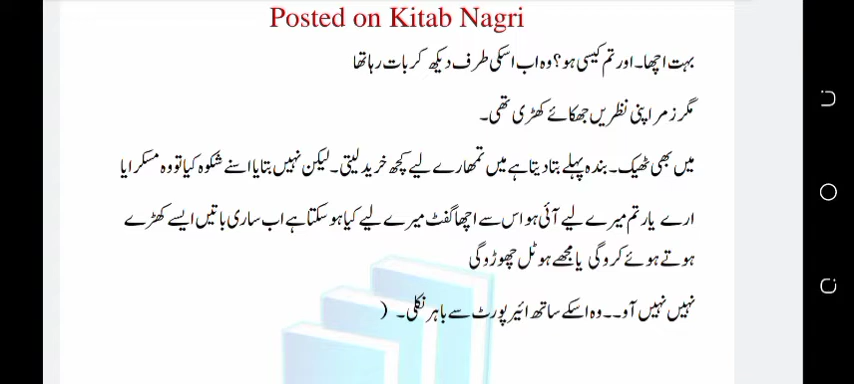 Posted on Kitab Nagri
بہت اچھا۔ اور تم کیسی ہو؟ وہ اب اسکی طرف دیکھ کر بات رہا تھا
مگر زمر اپنی نظریں جھکائے کھڑی تھی۔
میں بھی ٹھیک۔ بندہ پہلے بتا دیتا ہے میں تمھارے لیے کچھ خرید لیتی۔ لیکن نہیں بتایا اسنے شکوہ کیا تو وہ مسکرایا
ارے یار تم میرے لیے آئی ہو اس سے اچھا گفٹ میرے لیے کیا ہو سکتا ہے اب ساری باتیں ایسے کھڑے
ہوتے ہوئے کرو گی یا مجھے ہوٹل چھوڑو گی
نہیں نہیں آو۔۔ وہ اسکے ساتھ ائیرپورٹ سے باہر نکلی۔ (